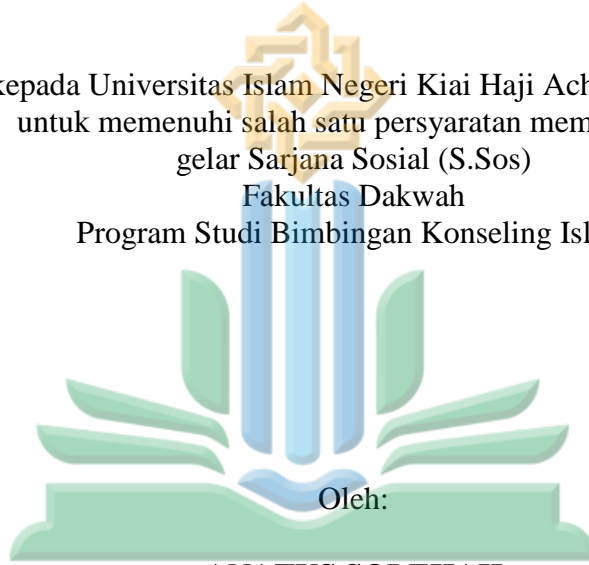 kepada Universitas Islam Negeri Kiai Haji Ach
untuk memenuhi salah satu persyaratan mem
gelar Sarjana Sosial (S.Sos)
Fakultas Dakwah
Program Studi Bimbingan Konseling Isl
Oleh: